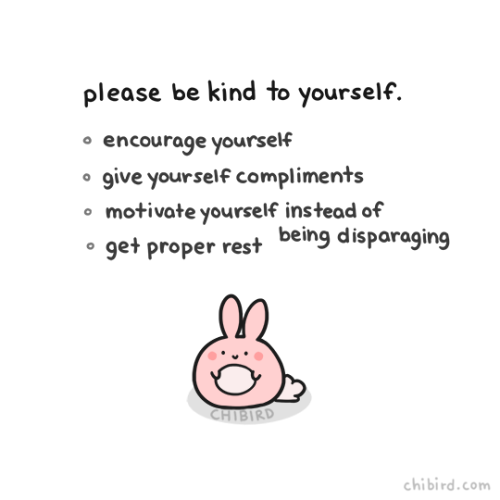 please be kind to yourself.
encourage yourself
give yourself compliments
motivate yourself instead of
being disparaging
get proper rest
CHIBIRD
chibird.com